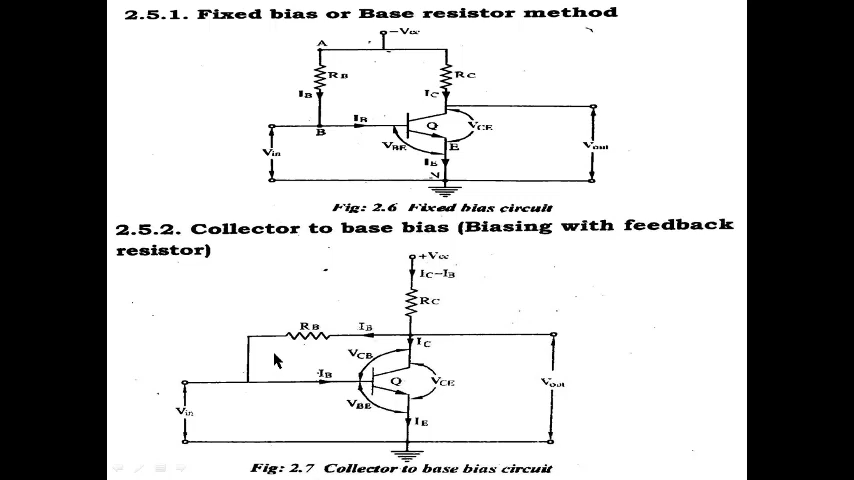 2.5.1. Fixed bias or Base resistor method
−Vcc
A
RB
RC
IB
IC
IB
B
Q
VCE
Vin
VBE
E
Vout
IE
Fig: 2.6 Fixed bias circuit
2.5.2. Collector to base bias (Biasing with feedback
resistor)
+Vcc
IC−IB
RC
RB
IB
IC
VCB
IB
Q
VCE
Vout
VBE
Vin
IE
Fig: 2.7 Collector to base bias circuit